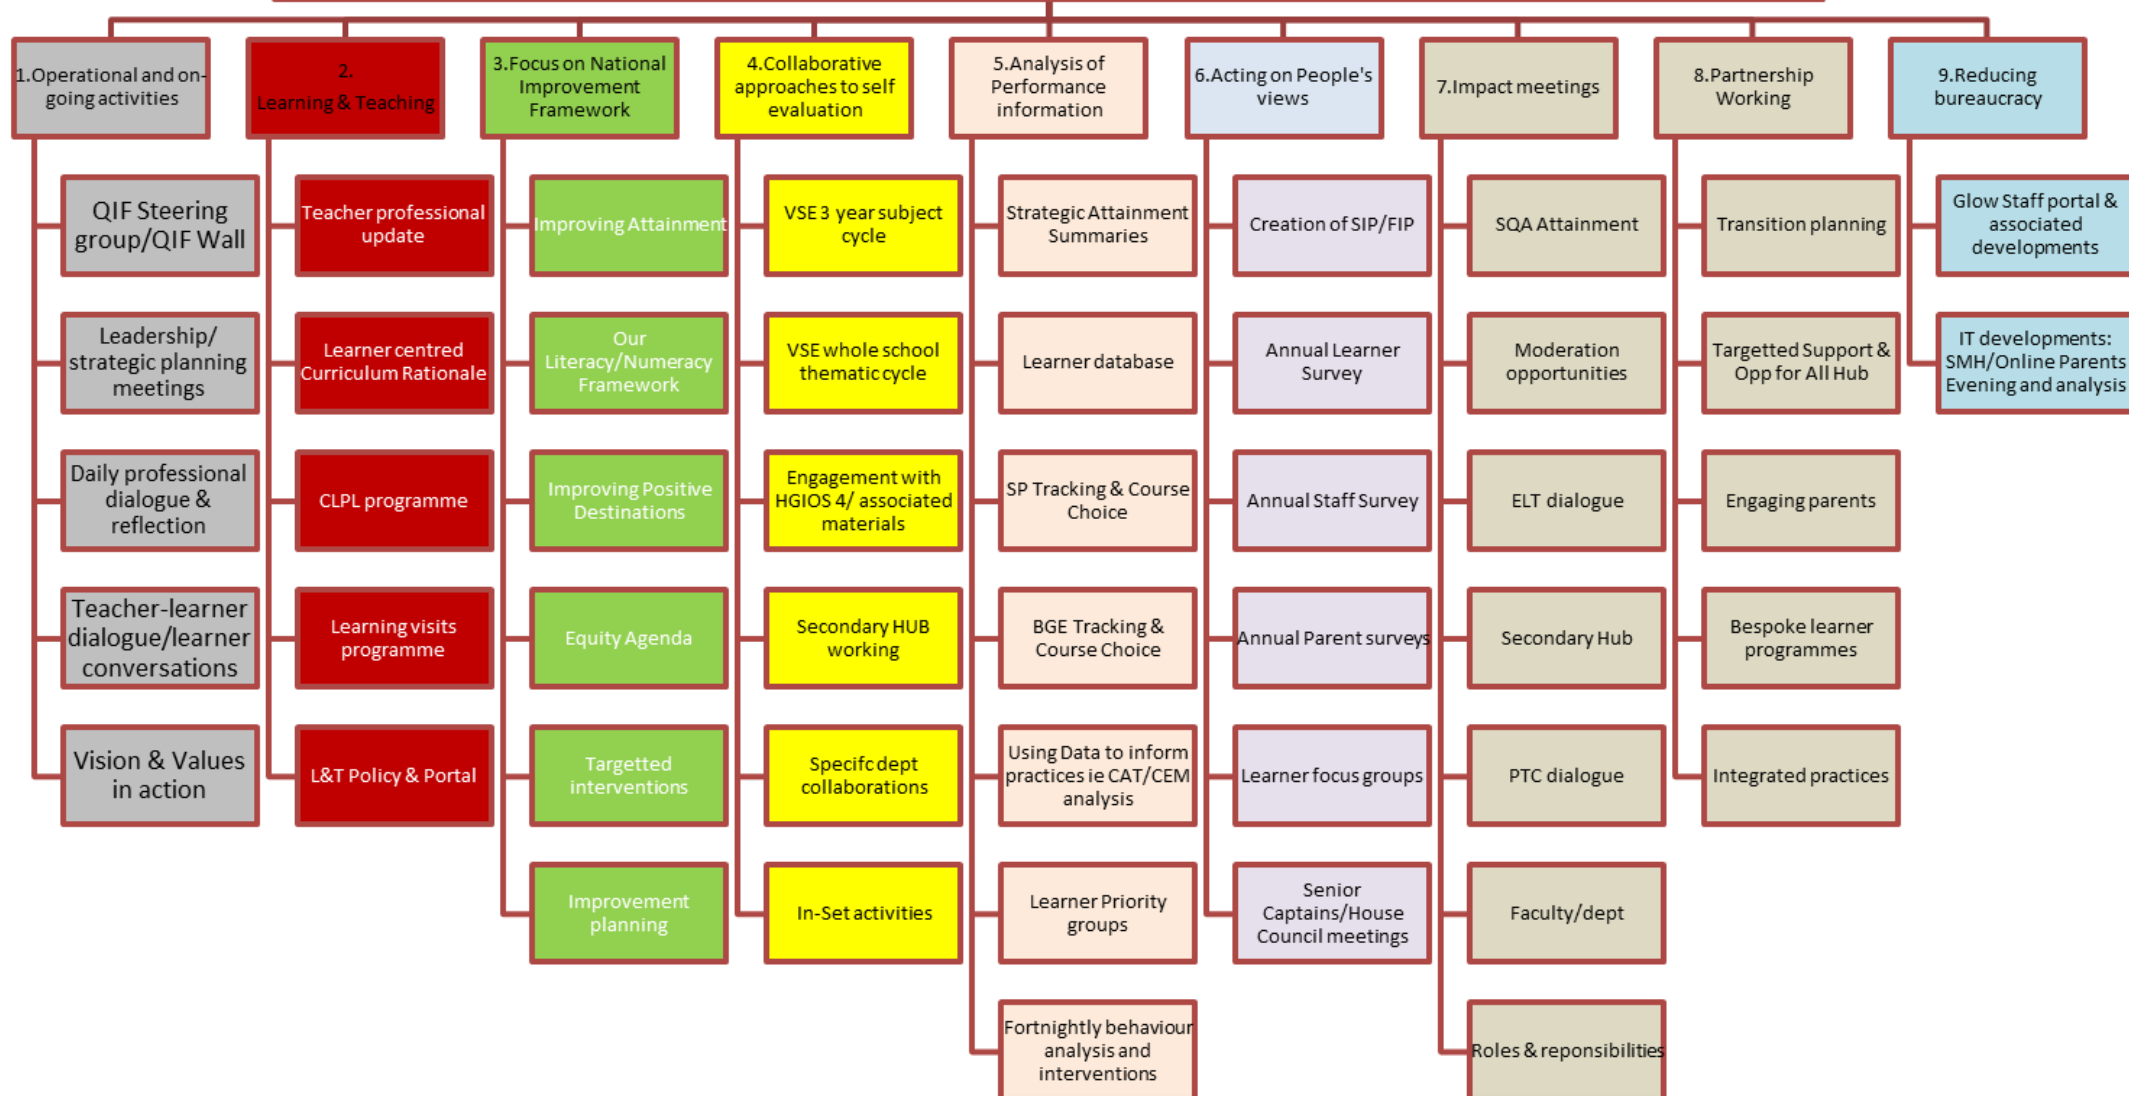 1.Operational and on-
going activities
QIF Steering
group/QIF Wall
Leadership/
strategic planning
meetings
Daily professional
dialogue &
reflection
Teacher-learner
dialogue/learner
conversations
Vision & Values
in action
2.
Learning & Teaching
Teacher professional
update
Learner centred
Curriculum Rationale
CLPL programme
Learning visits
programme
L&T Policy & Portal
3.Focus on National
Improvement
Framework
Improving Attainment
Our
Literacy/Numeracy
Framework
Improving Positive
Destinations
Equity Agenda
Targetted
interventions
Improvement
planning
4.Collaborative
approaches to self
evaluation
VSE 3 year subject
cycle
VSE whole school
thematic cycle
Engagement with
HGIOS 4/ associated
materials
Secondary HUB
working
Specifc dept
collaborations
In-Set activities
5.Analysis of
Performance
information
Strategic Attainment
Summaries
Learner database
SP Tracking & Course
Choice
BGE Tracking &
Course Choice
Using Data to inform
practices ie CAT/CEM
analysis
Learner Priority
groups
Fortnightly behaviour
analysis and
interventions
6.Acting on People's
views
Creation of SIP/FIP
Annual Learner
Survey
Annual Staff Survey
Annual Parent surveys
Learner focus groups
Senior
Captains/House
Council meetings
7.Impact meetings
SQA Attainment
Moderation
opportunities
ELT dialogue
Secondary Hub
PTC dialogue
Faculty/dept
Roles & reponsibilities
8.Partnership
Working
Transition planning
Targetted Support &
Opp for All Hub
Engaging parents
Bespoke learner
programmes
Integrated practices
9.Reducing
bureaucracy
Glow Staff portal &
associated
developments
IT developments:
SMH/Online Parents
Evening and analysis